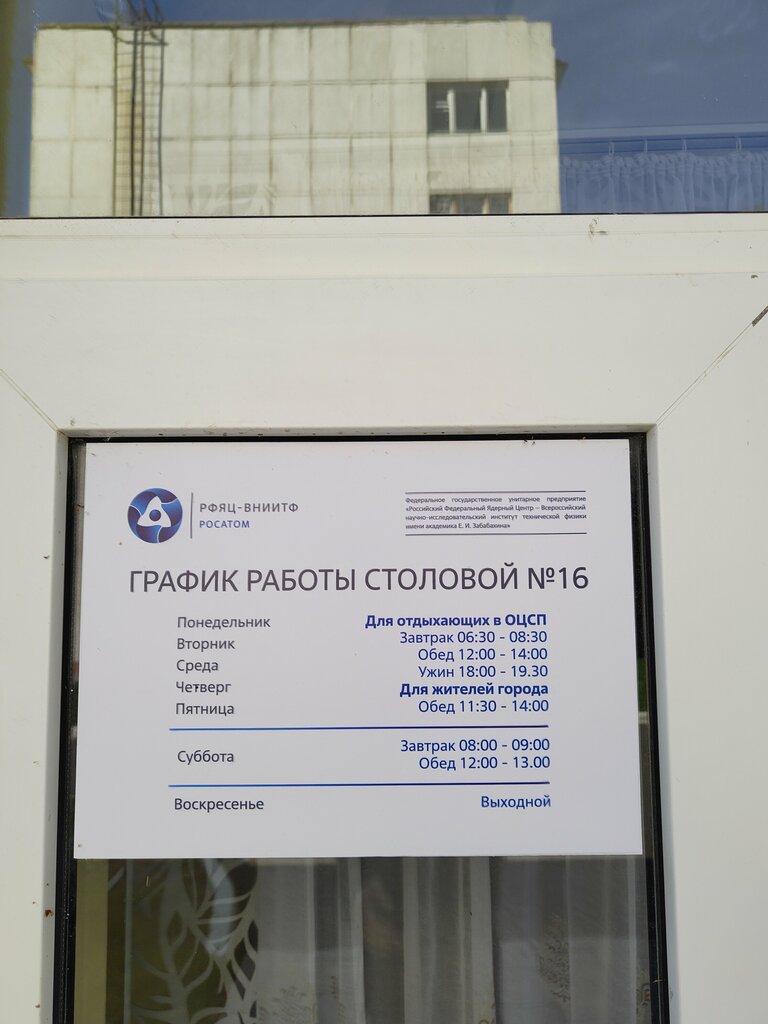 РФЯЦ-ВНИИТФ
РОСАТОМ
Федеральное государственное унитарное предприятие
«Российский Федеральный Ядерный Центр – Всероссийский
научно-исследовательский институт технической физики
имени академика Е. И. Забабахина»
ГРАФИК РАБОТЫ СТОЛОВОЙ №16
Понедельник
Вторник
Среда
Четверг
Пятница
Для отдыхающих в ОЦСП
Завтрак 06:30 - 08:30
Обед 12:00 - 14:00
Ужин 18:00 - 19.30
Для жителей города
Обед 11:30 - 14:00
Суббота
Завтрак 08:00 - 09:00
Обед 12:00 - 13.00
Воскресенье
Выходной